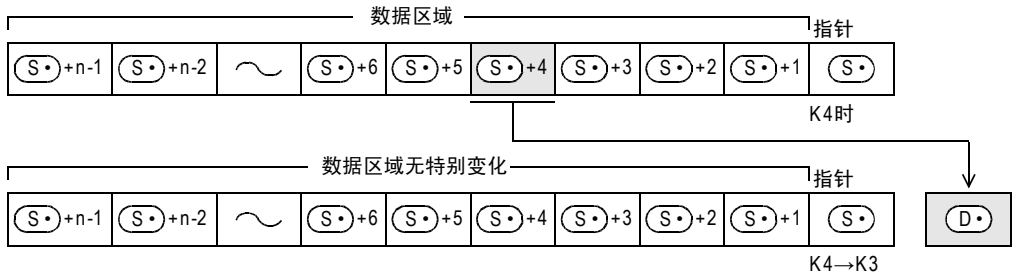 数据区域
指针
S· +n-1 S· +n-2 S· +6 S· +5 S· +4 S· +3 S· +2 S· +1 S·
K4时
数据区域无特别变化
指针
S· +n-1 S· +n-2 S· +6 S· +5 S· +4 S· +3 S· +2 S· +1 S· D·
K4→K3